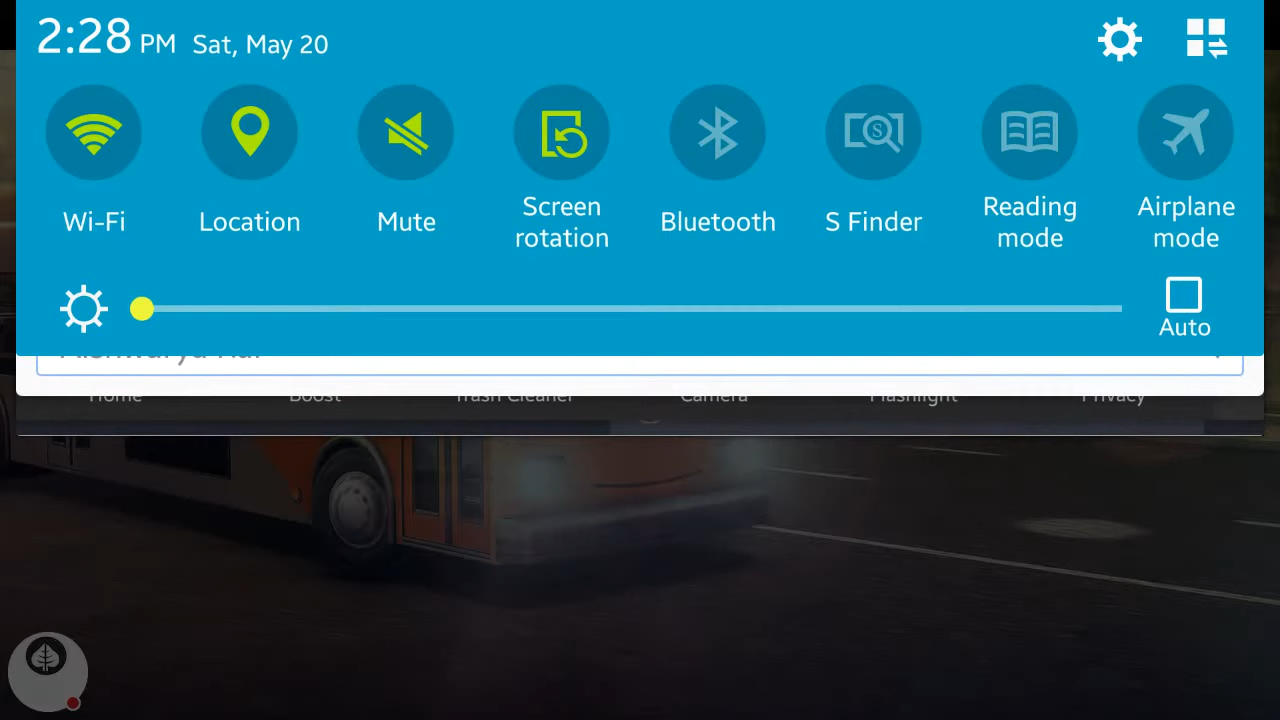 2:28 PM Sat, May 20
Wi-Fi
Location
Mute
Screen
rotation
Bluetooth
S Finder
Reading
mode
Airplane
mode
Auto
Home
Boost
Trash Cleaner
Camera
Flashlight
Privacy